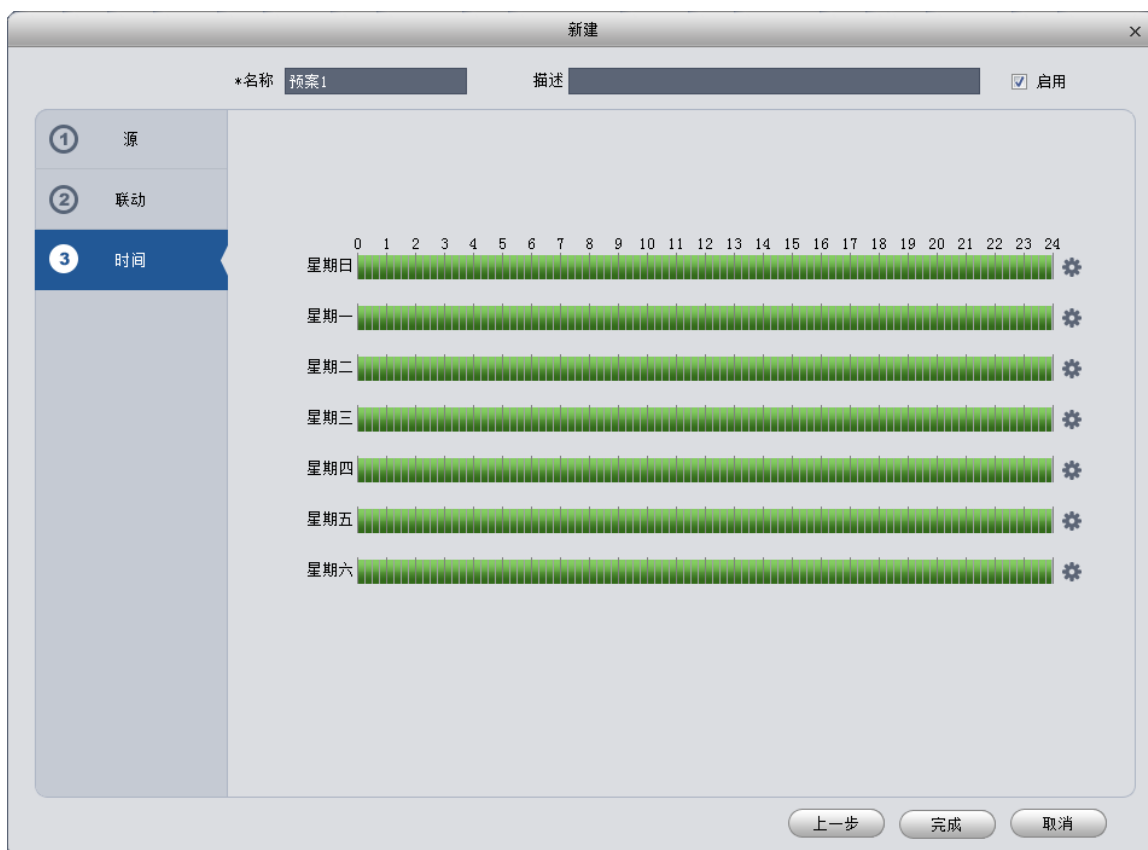 新建
*名称 预案1 描述 启用
1 源
2 联动
3 时间
0 1 2 3 4 5 6 7 8 9 10 11 12 13 14 15 16 17 18 19 20 21 22 23 24
星期日
星期一
星期二
星期三
星期四
星期五
星期六
上一步 完成 取消